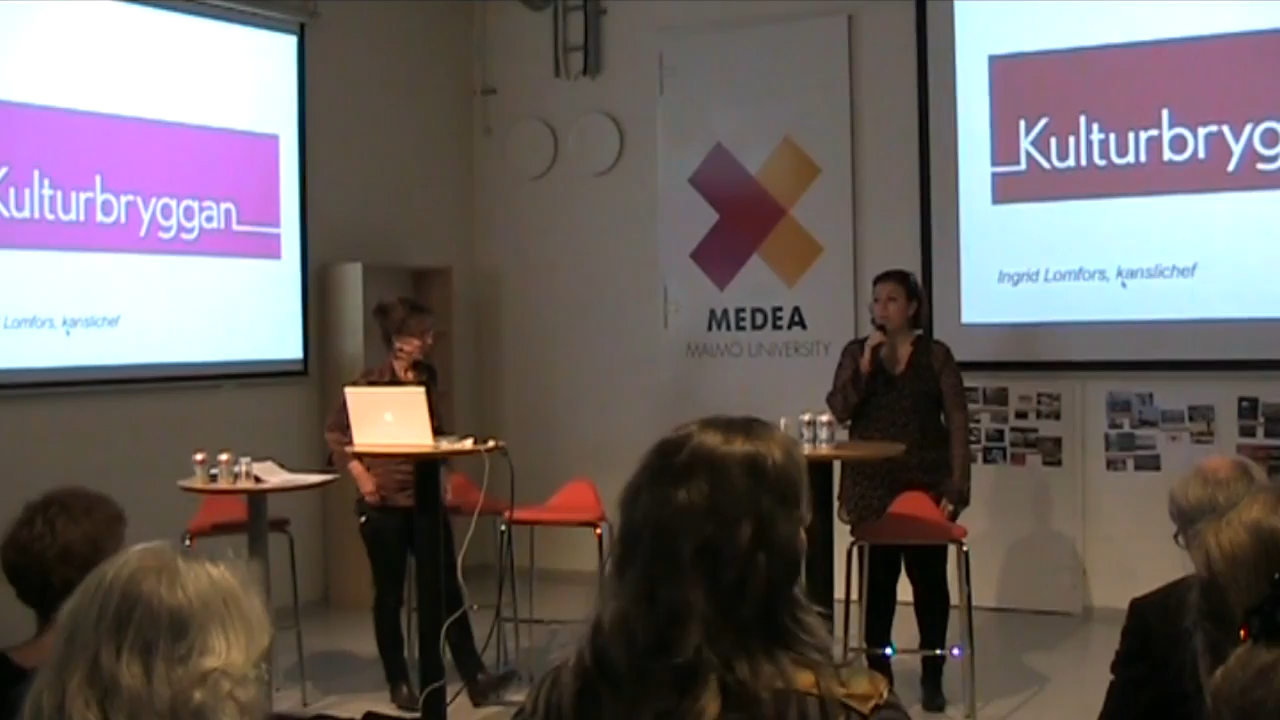 Kulturbryggan
Lomfors, kanslichef
MEDEA
MALMÖ UNIVERSITY
Kulturbryg
Ingrid Lomfors, kanslichef